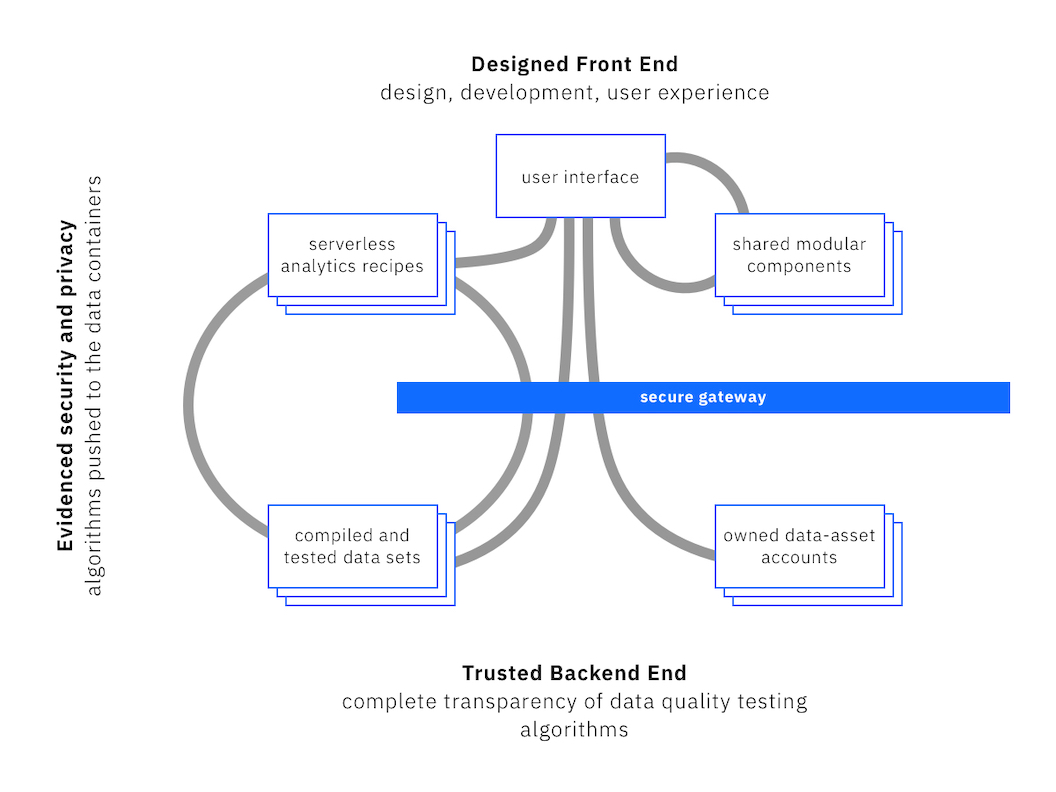 Designed Front End
design, development, user experience
user interface
serverless
analytics recipes
shared modular
components
Evidenced security and privacy
algorithms pushed to the data containers
secure gateway
compiled and
tested data sets
owned data-asset
accounts
Trusted Backend End
complete transparency of data quality testing
algorithms